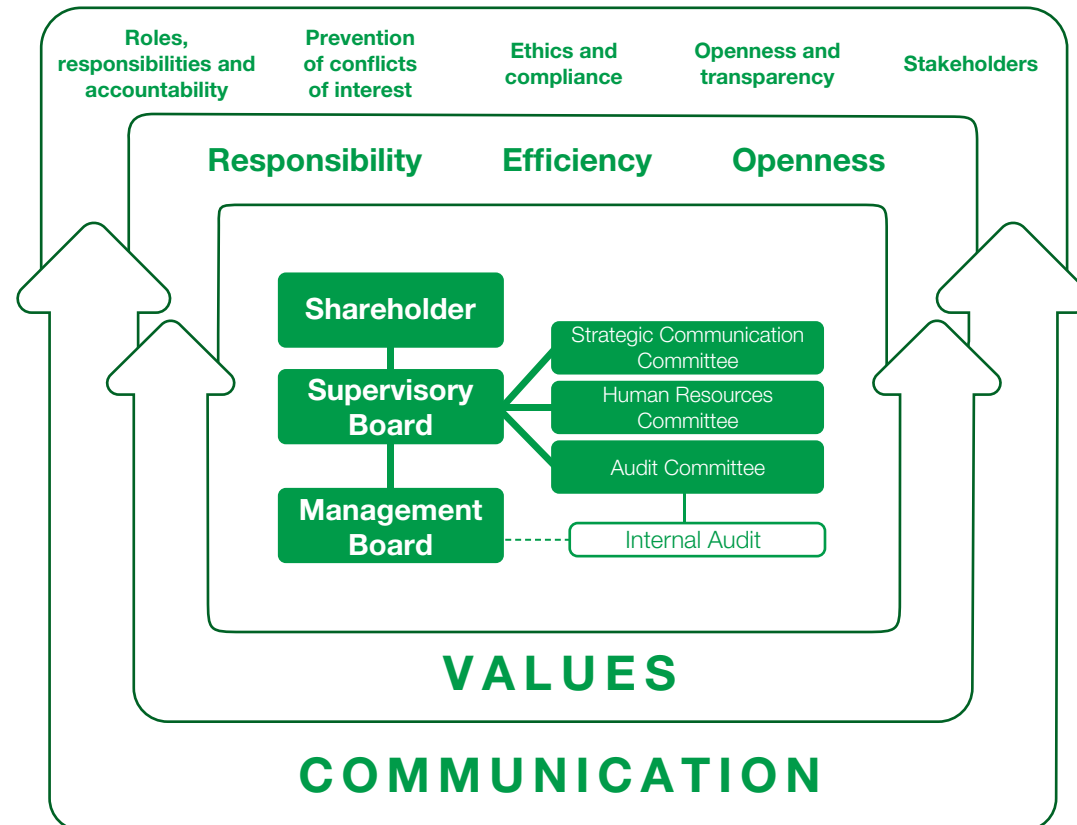 Roles,
responsibilities and
accountability
Prevention
of conflicts
of interest
Ethics and
compliance
Openness and
transparency
Stakeholders
Responsibility
Efficiency
Openness
Shareholder
Supervisory
Board
Management
Board
Strategic Communication
Committee
Human Resources
Committee
Audit Committee
Internal Audit
VALUES
COMMUNICATION